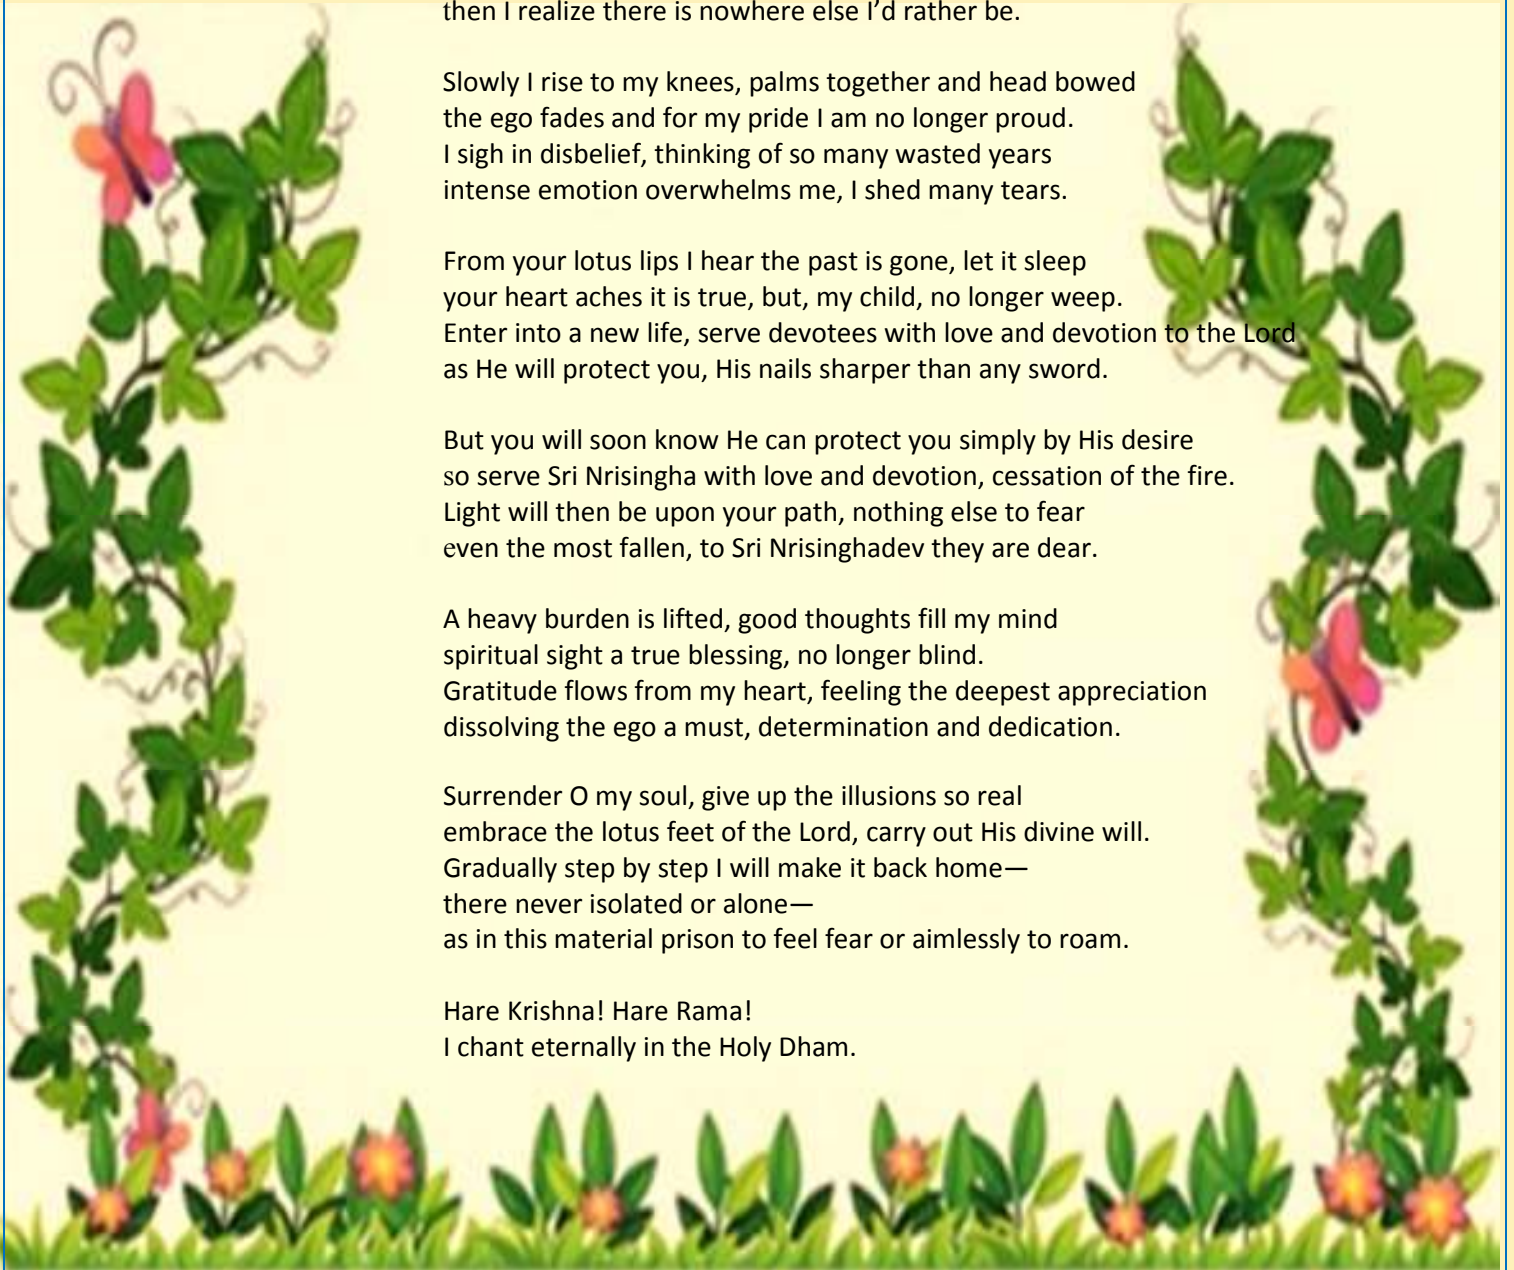 then I realize there is nowhere else I'd rather be.
Slowly I rise to my knees, palms together and head bowed
the ego fades and for my pride I am no longer proud.
I sigh in disbelief, thinking of so many wasted years
intense emotion overwhelms me, I shed many tears.
From your lotus lips I hear the past is gone, let it sleep
your heart aches it is true, but, my child, no longer weep.
Enter into a new life, serve devotees with love and devotion to the Lord
as He will protect you, His nails sharper than any sword.
But you will soon know He can protect you simply by His desire
so serve Sri Nrisingha with love and devotion, cessation of the fire.
Light will then be upon your path, nothing else to fear
even the most fallen, to Sri Nrisinghadev they are dear.
A heavy burden is lifted, good thoughts fill my mind
spiritual sight a true blessing, no longer blind.
Gratitude flows from my heart, feeling the deepest appreciation
dissolving the ego a must, determination and dedication.
Surrender O my soul, give up the illusions so real
embrace the lotus feet of the Lord, carry out His divine will.
Gradually step by step I will make it back home—
there never isolated or alone—
as in this material prison to feel fear or aimlessly to roam.
Hare Krishna! Hare Rama!
I chant eternally in the Holy Dham.